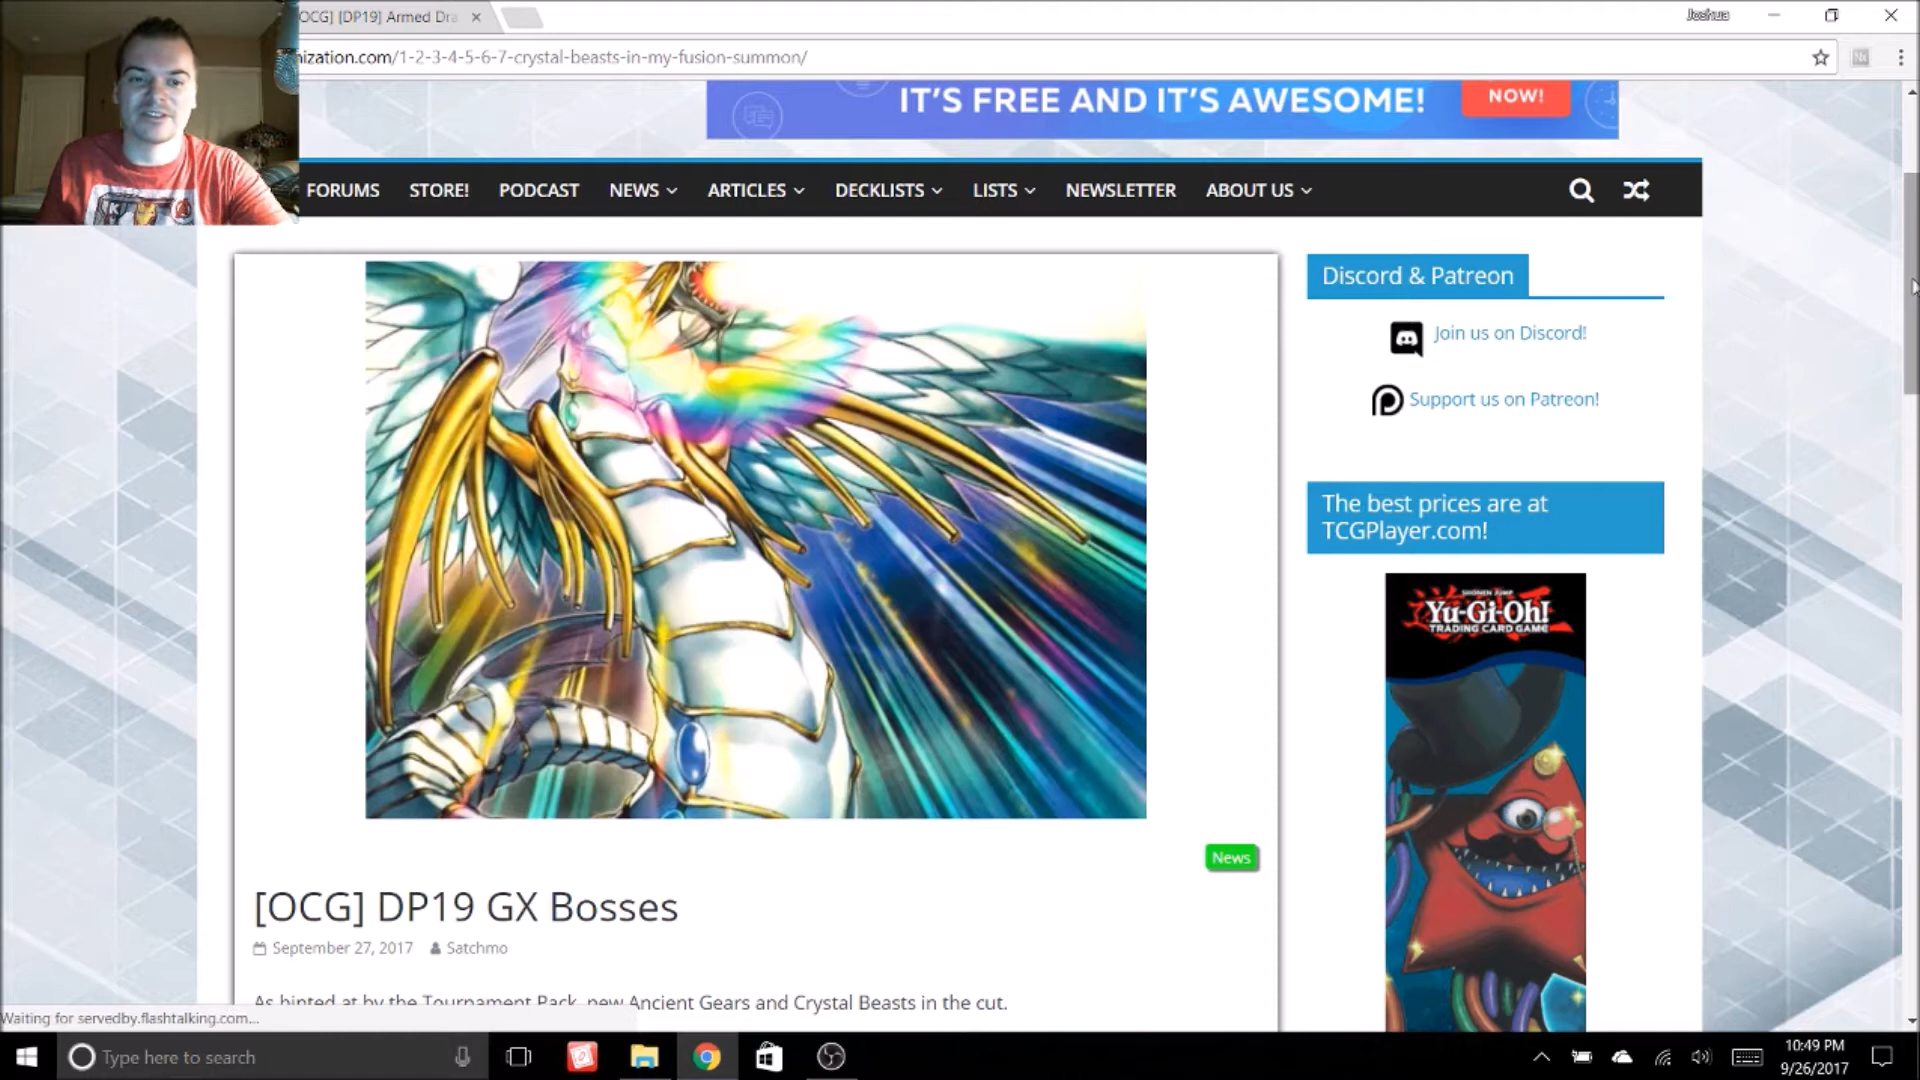 OCG] [DP19] Armed Dra
Joshua
nization.com/1-2-3-4-5-6-7-crystal-beasts-in-my-fusion-summon/
IT'S FREE AND IT'S AWESOME!
NOW!
FORUMS
STORE!
PODCAST
NEWS
ARTICLES
DECKLISTS
LISTS
NEWSLETTER
ABOUT US
Discord & Patreon
Join us on Discord!
Support us on Patreon!
The best prices are at
TCGPlayer.com!
SHONEN JUMP
Yu-Gi-Oh!
TRADING CARD GAME
News
[OCG] DP19 GX Bosses
September 27, 2017
Satchmo
As hinted at by the Tournament Pack, new Ancient Gears and Crystal Beasts in the cut.
Waiting for servedby.flashtalking.com...
Type here to search
10:49 PM
9/26/2017